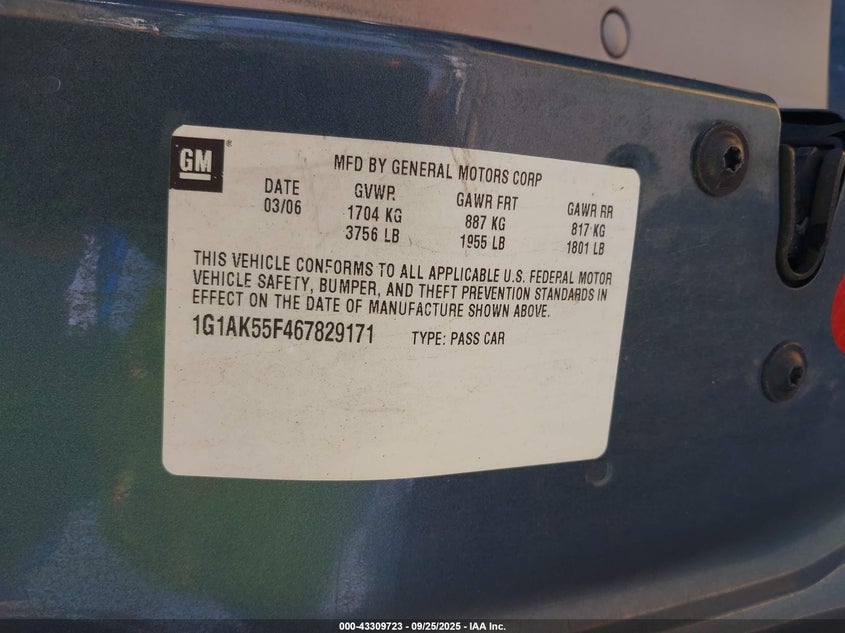 GM
MFD BY GENERAL MOTORS CORP
DATE GVWR GAWR FRT GAWR RR
03/06 1704 KG 887 KG 817 KG
3756 LB 1955 LB 1801 LB
THIS VEHICLE CONFORMS TO ALL APPLICABLE U.S. FEDERAL MOTOR
VEHICLE SAFETY, BUMPER, AND THEFT PREVENTION STANDARDS IN
EFFECT ON THE DATE OF MANUFACTURE SHOWN ABOVE.
1G1AK55F467829171 TYPE: PASS CAR
000-43309723 - 09/25/2025 - IAA Inc.